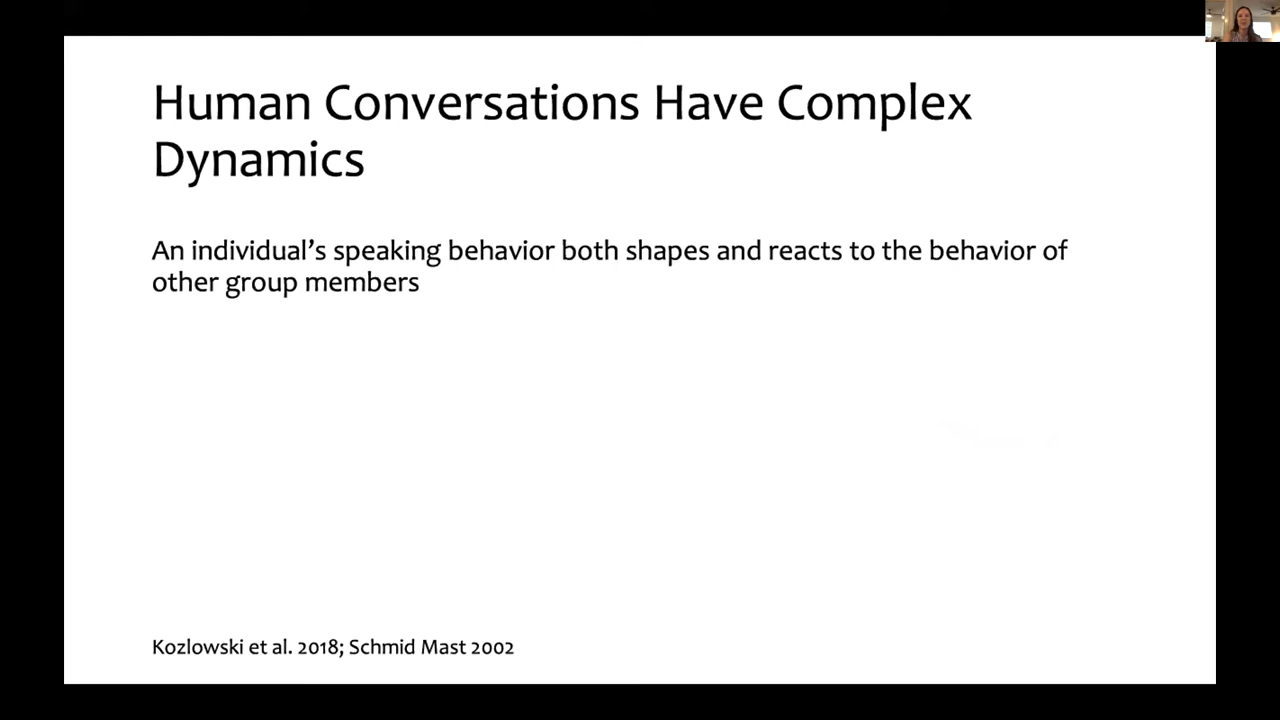 Human Conversations Have Complex
Dynamics
An individual’s speaking behavior both shapes and reacts to the behavior of
other group members
Kozlowski et al. 2018; Schmid Mast 2002